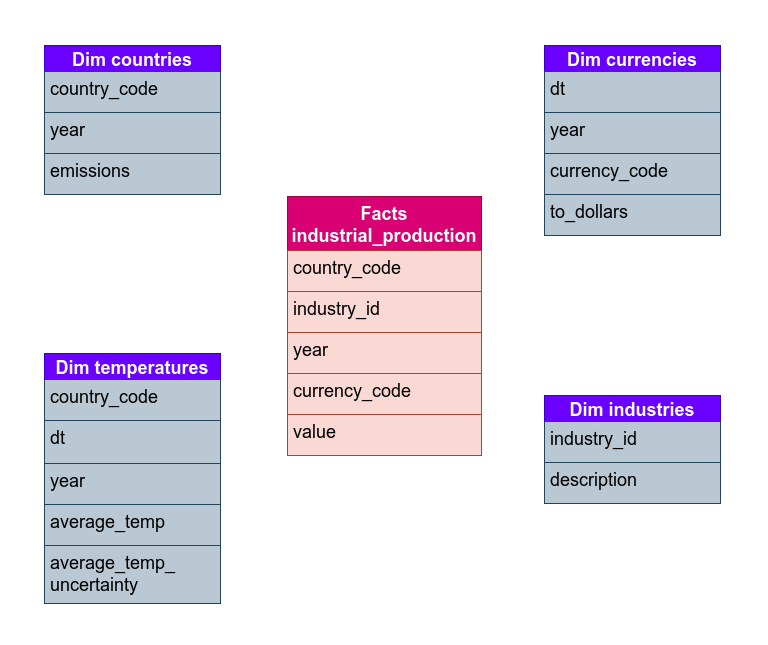 Dim countries
country_code
year
emissions
Dim currencies
dt
year
currency_code
to_dollars
Facts
industrial_production
country_code
industry_id
year
currency_code
value
Dim temperatures
country_code
dt
year
average_temp
average_temp_
uncertainty
Dim industries
industry_id
description